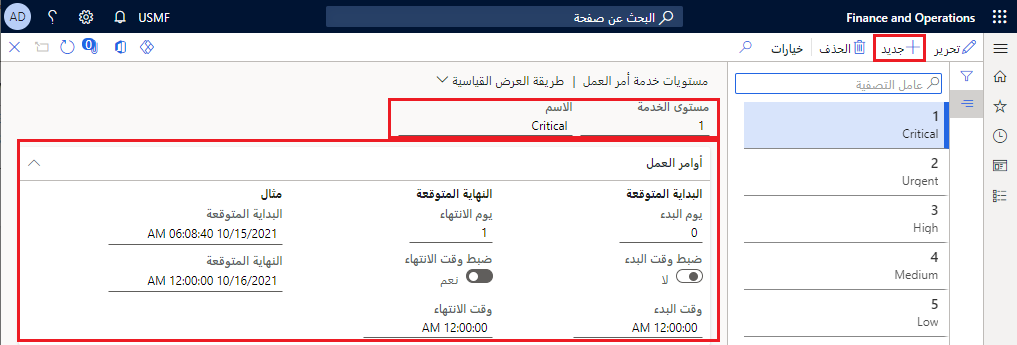 Finance and Operations
البحث عن صفحة
USMF
AD
تحرير
جديد
الحذف
خيارات
0
عامل التصفية
1
Critical
2
Urgent
3
High
4
Medium
5
Low
مستويات خدمة أمر العمل | طريقة العرض القياسية
مستوى الخدمة
1
الاسم
Critical
أوامر العمل
البداية المتوقعة
يوم البدء
0
ضبط وقت البدء
لا
وقت البدء
12:00:00 AM
النهاية المتوقعة
يوم الانتهاء
1
ضبط وقت الانتهاء
نعم
وقت الانتهاء
12:00:00 AM
مثال
البداية المتوقعة
10/15/2021 06:08:40 AM
النهاية المتوقعة
10/16/2021 12:00:00 AM